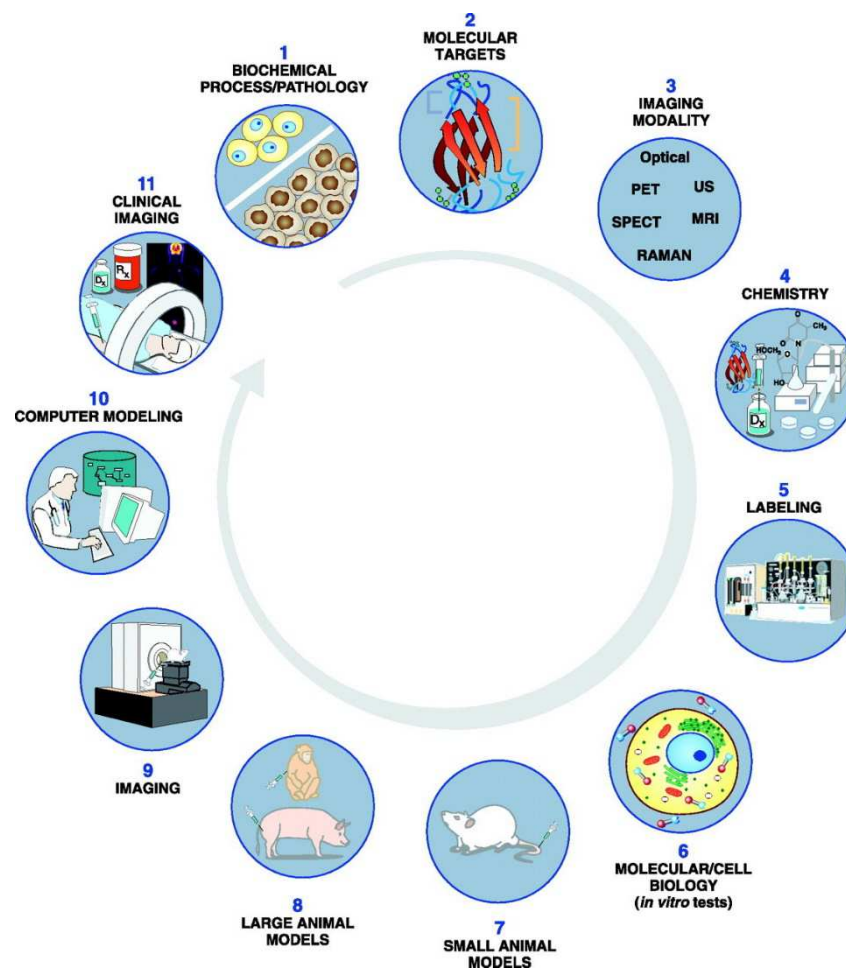 1
BIOCHEMICAL
PROCESS/PATHOLOGY
2
MOLECULAR
TARGETS
3
IMAGING
MODALITY
Optical
PET US
SPECT MRI
RAMAN
4
CHEMISTRY
O
CH₃
O N
HOCH₂
O
HO
Dx
5
LABELING
6
MOLECULAR/CELL
BIOLOGY
(in vitro tests)
7
SMALL ANIMAL
MODELS
8
LARGE ANIMAL
MODELS
9
IMAGING
10
COMPUTER MODELING
11
CLINICAL
IMAGING
Dx
Rx